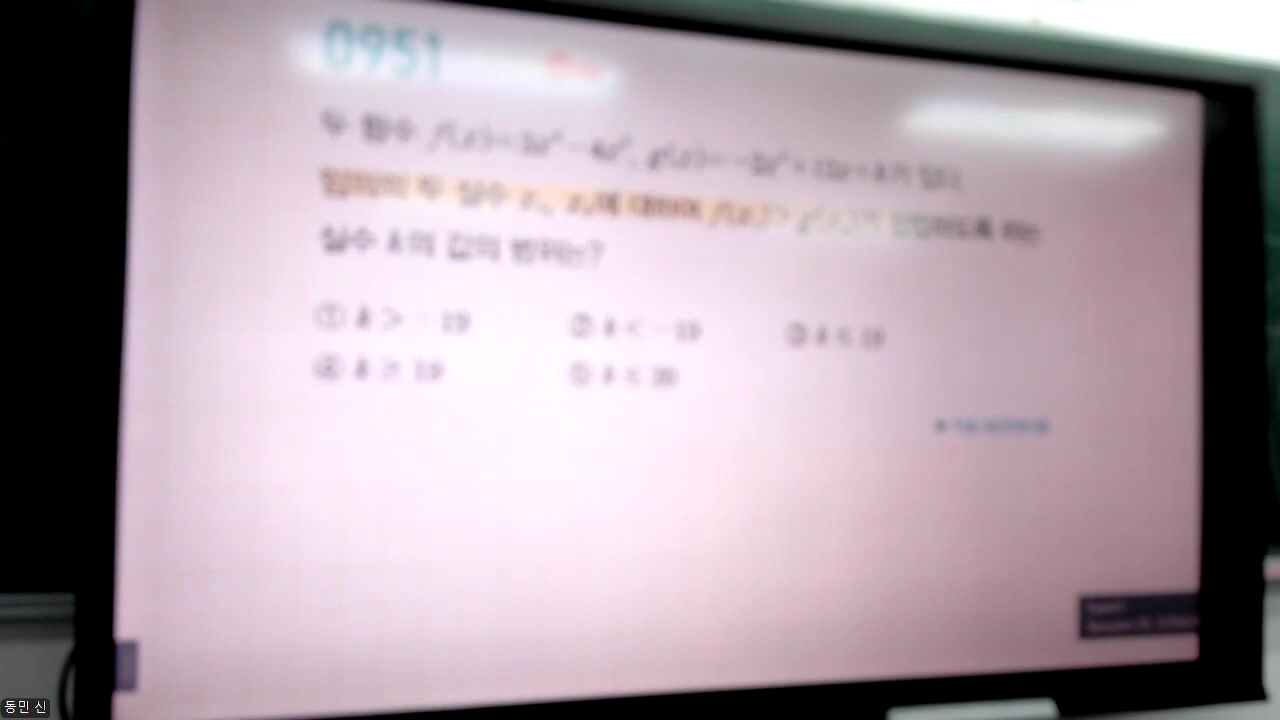 0951
두 함수 f(x)=3x⁴-4x³, g(x)=-2x²+12x+k가 있다.
임의의 두 실수 x₁, x₂에 대하여 f(x₁)> g(x₂)가 성립하도록 하는
실수 k의 값의 범위는?
① k > -19 ② k < -19 ③ k ≤ 19
④ k ≥ 19 ⑤ k ≤ 20
동민 신